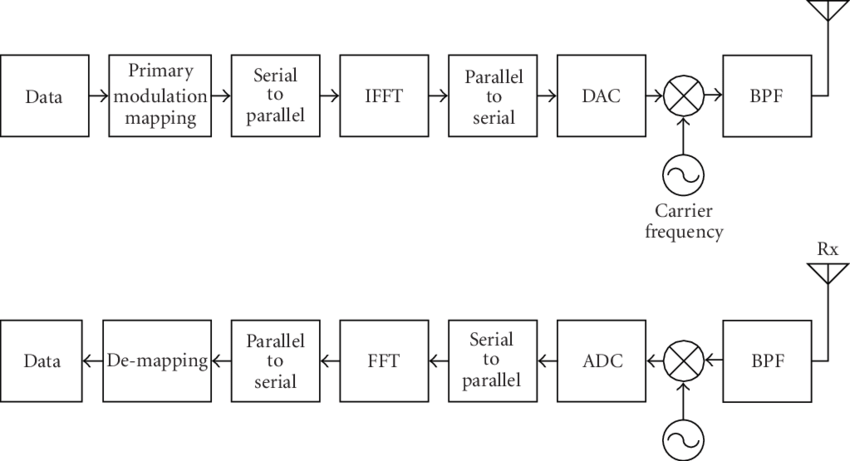 Data
Primary
modulation
mapping
Serial
to
parallel
IFFT
Parallel
to
serial
DAC
BPF
Carrier
frequency
Rx
Data
De-mapping
Parallel
to
serial
FFT
Serial
to
parallel
ADC
BPF